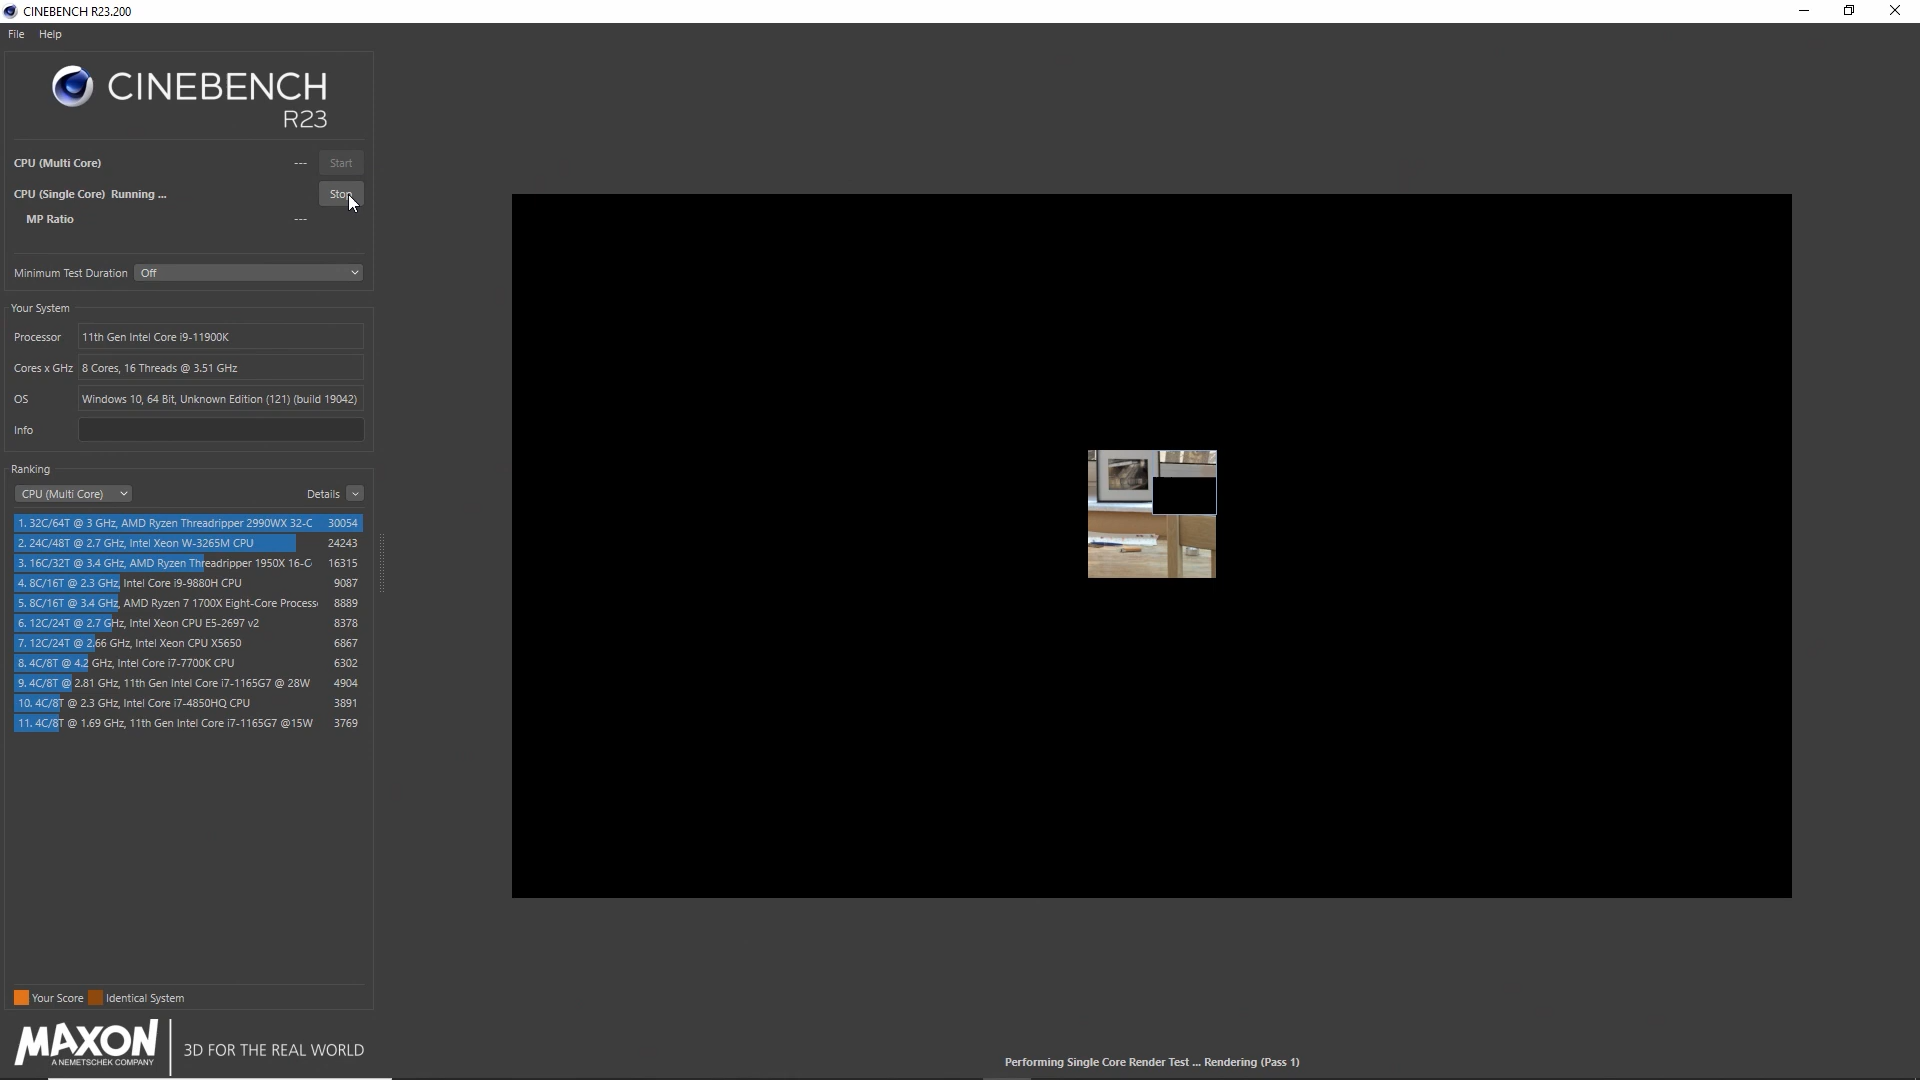 CINEBENCH R23.200
File Help
CINEBENCH
R23
CPU (Multi Core) --- Start
CPU (Single Core) Running ... Stop
MP Ratio ---
Minimum Test Duration Off
Your System
Processor 11th Gen Intel Core i9-11900K
Cores x GHz 8 Cores, 16 Threads @ 3.51 GHz
OS Windows 10, 64 Bit, Unknown Edition (121) (build 19042)
Info
Ranking
CPU (Multi Core) Details
1. 32C/64T @ 3 GHz, AMD Ryzen Threadripper 2990WX 32-C 30054
2. 24C/48T @ 2.7 GHz, Intel Xeon W-3265M CPU 24243
3. 16C/32T @ 3.4 GHz, AMD Ryzen Threadripper 1950X 16-C 16315
4. 8C/16T @ 2.3 GHz, Intel Core i9-9880H CPU 9087
5. 8C/16T @ 3.4 GHz, AMD Ryzen 7 1700X Eight-Core Process 8889
6. 12C/24T @ 2.7 GHz, Intel Xeon CPU E5-2697 v2 8378
7. 12C/24T @ 2.66 GHz, Intel Xeon CPU X5650 6867
8. 4C/8T @ 4.2 GHz, Intel Core i7-7700K CPU 6302
9. 4C/8T @ 2.81 GHz, 11th Gen Intel Core i7-1165G7 @ 28W 4904
10. 4C/8T @ 2.3 GHz, Intel Core i7-4850HQ CPU 3891
11. 4C/8T @ 1.69 GHz, 11th Gen Intel Core i7-1165G7 @15W 3769
Your Score Identical System
MAXON
A NEMETSCHEK COMPANY
3D FOR THE REAL WORLD
Performing Single Core Render Test ... Rendering (Pass 1)